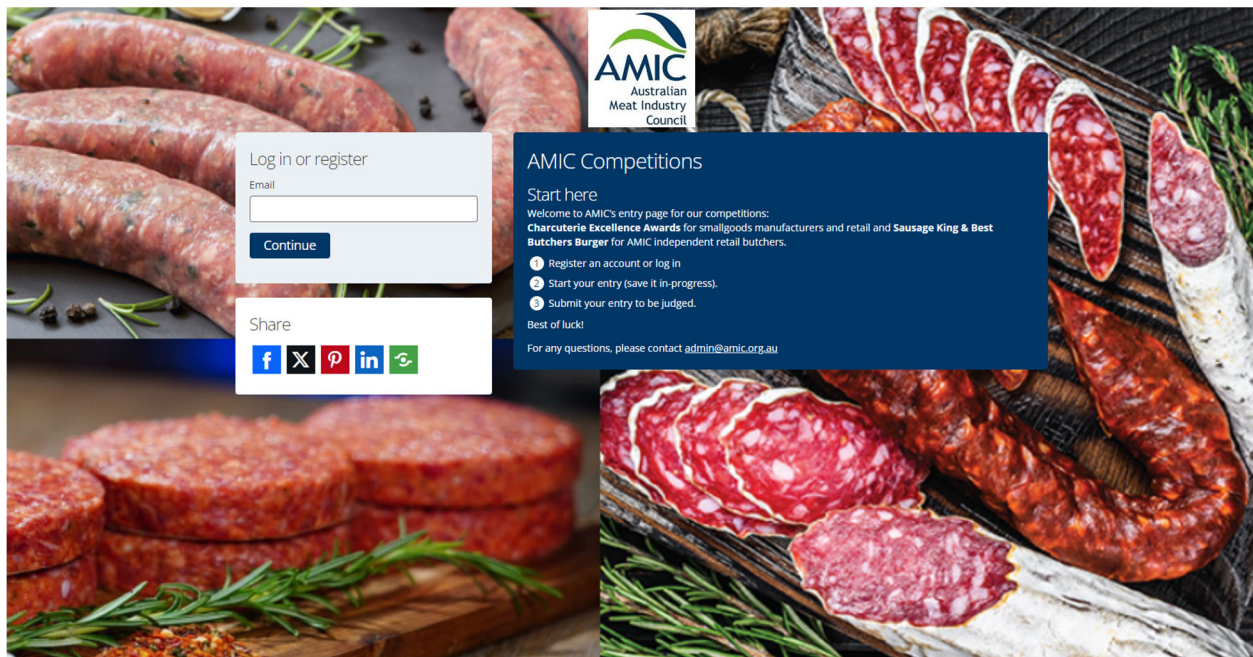 AMIC
Australian
Meat Industry
Council
Log in or register
Email
Continue
Share
AMIC Competitions
Start here
Welcome to AMIC's entry page for our competitions:
Charcuterie Excellence Awards for smallgoods manufacturers and retail and Sausage King & Best
Butchers Burger for AMIC independent retail butchers.
1 Register an account or log in
2 Start your entry (save it in-progress).
3 Submit your entry to be judged.
Best of luck!
For any questions, please contact admin@amic.org.au